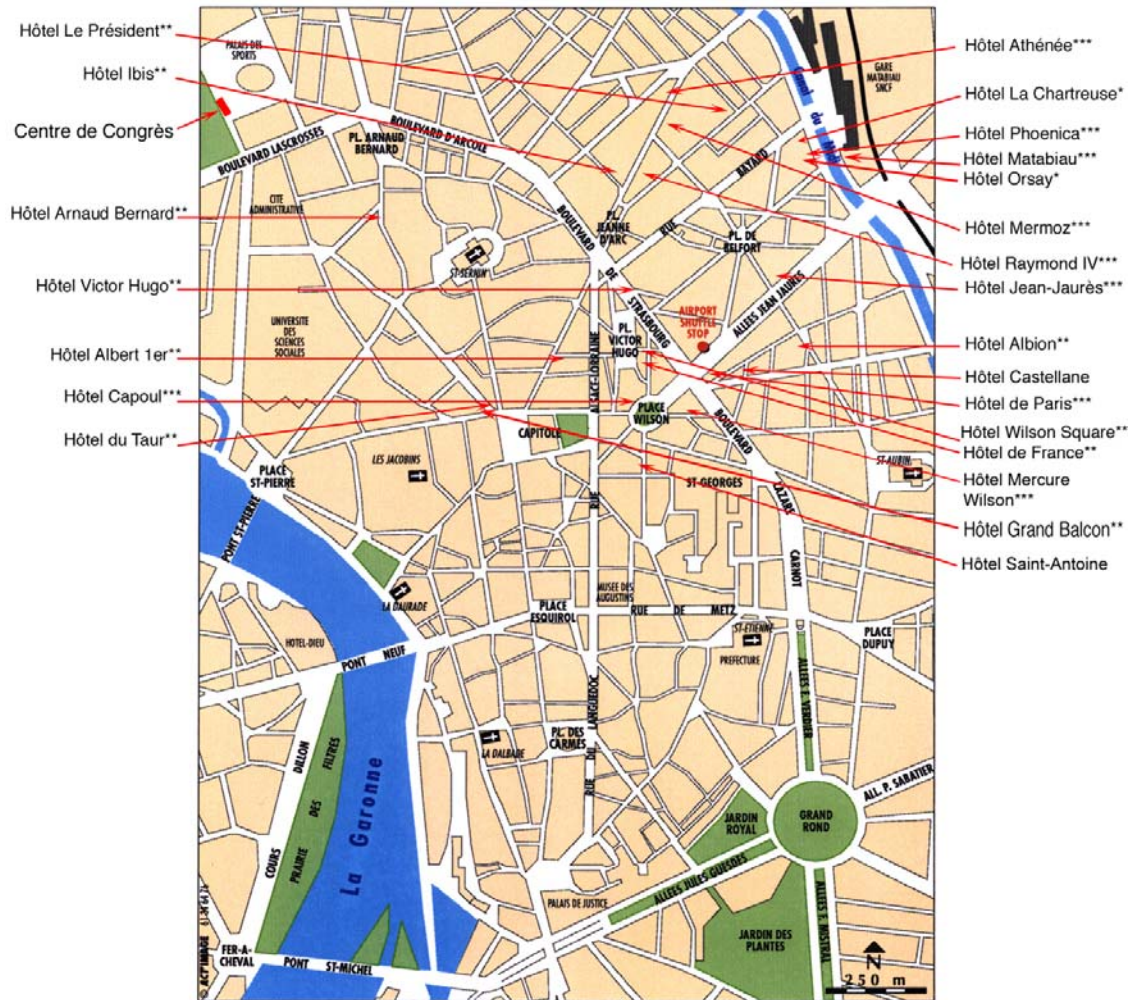 Hôtel Le Président**
Hôtel Ibis**
Centre de Congrès
Hôtel Arnaud Bernard**
Hôtel Victor Hugo**
Hôtel Albert 1er**
Hôtel Capoul***
Hôtel du Taur**
Hôtel Athénée***
Hôtel La Chartreuse*
Hôtel Phoenica***
Hôtel Matabiau***
Hôtel Orsay*
Hôtel Mermoz***
Hôtel Raymond IV***
Hôtel Jean-Jaurès***
Hôtel Albion**
Hôtel Castellane
Hôtel de Paris***
Hôtel Wilson Square**
Hôtel de France**
Hôtel Mercure
Wilson***
Hôtel Grand Balcon**
Hôtel Saint-Antoine
PALAIS DES
SPORTS
GARE
MATABIAU
SNCF
Canal du Midi
BOULEVARD LASCROSSES
PL. ARNAUD
BERNARD
BOULEVARD D'ARCOLE
RUE BAYARD
CITE
ADMINISTRATIVE
PL.
JEANNE
D'ARC
PL. DE
BELFORT
ST-SERNIN
BOULEVARD DE STRASBOURG
AIRPORT
SHUFFLE
STOP
ALLEES JEAN JAURES
UNIVERSITE
DES
SCIENCES
SOCIALES
PL.
VICTOR
HUGO
RUE ALSACE-LORRAINE
PLACE
WILSON
CAPITOLE
BOULEVARD LAZARE CARNOT
LES JACOBINS
ST-GEORGES
ST-AUBIN
PLACE
ST-PIERRE
PONT ST-PIERRE
LA DAURADE
MUSEE DES
AUGUSTINS
PLACE
ESQUIROL
RUE DE METZ
ST-ETIENNE
PREFECTURE
PLACE
DUPUY
HOTEL-DIEU
PONT NEUF
ALLEES F. VERDIER
RUE DU LANGUEDOC
PL. DES
CARMES
LA DALBADE
COURS DILLON
PRAIRIE DES FILTRES
La Garonne
ALL. P. SABATIER
JARDIN
ROYAL
GRAND
ROND
ALLEES JULES GUESDES
PALAIS DE JUSTICE
JARDIN DES
PLANTES
ALLEES F. MISTRAL
FER-A-
CHEVAL
PONT ST-MICHEL
N
250 m
© ACT'IMAGE